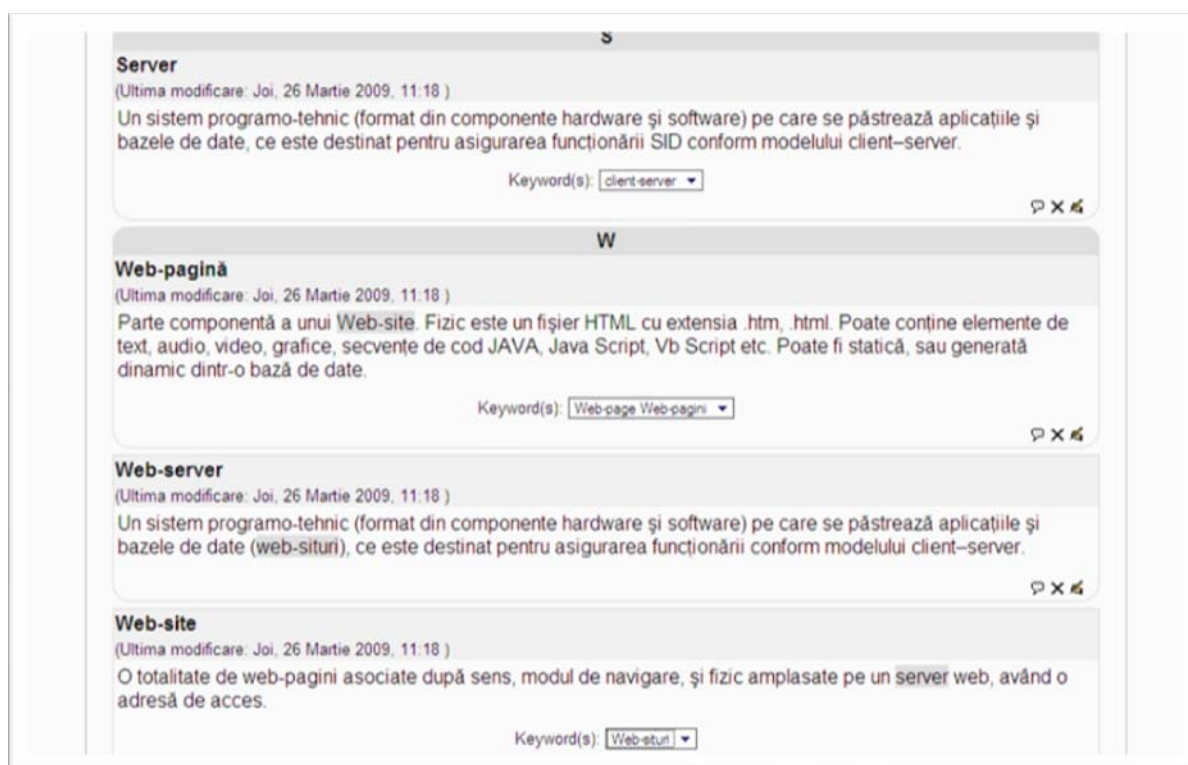 S
Server
(Ultima modificare: Joi, 26 Martie 2009, 11:18 )
Un sistem programo-tehnic (format din componente hardware şi software) pe care se păstrează aplicațiile şi
bazele de date, ce este destinat pentru asigurarea funcționării SID conform modelului client–server.
Keyword(s): client-server
W
Web-pagină
(Ultima modificare: Joi, 26 Martie 2009, 11:18 )
Parte componentă a unui Web-site. Fizic este un fişier HTML cu extensia .htm, .html. Poate conține elemente de
text, audio, video, grafice, secvențe de cod JAVA, Java Script, Vb Script etc. Poate fi statică, sau generată
dinamic dintr-o bază de date.
Keyword(s): Web-page Web-pagini
Web-server
(Ultima modificare: Joi, 26 Martie 2009, 11:18 )
Un sistem programo-tehnic (format din componente hardware şi software) pe care se păstrează aplicațiile şi
bazele de date (web-situri), ce este destinat pentru asigurarea funcționării conform modelului client–server.
Web-site
(Ultima modificare: Joi, 26 Martie 2009, 11:18 )
O totalitate de web-pagini asociate după sens, modul de navigare, şi fizic amplasate pe un server web, având o
adresă de acces.
Keyword(s): Web-situri